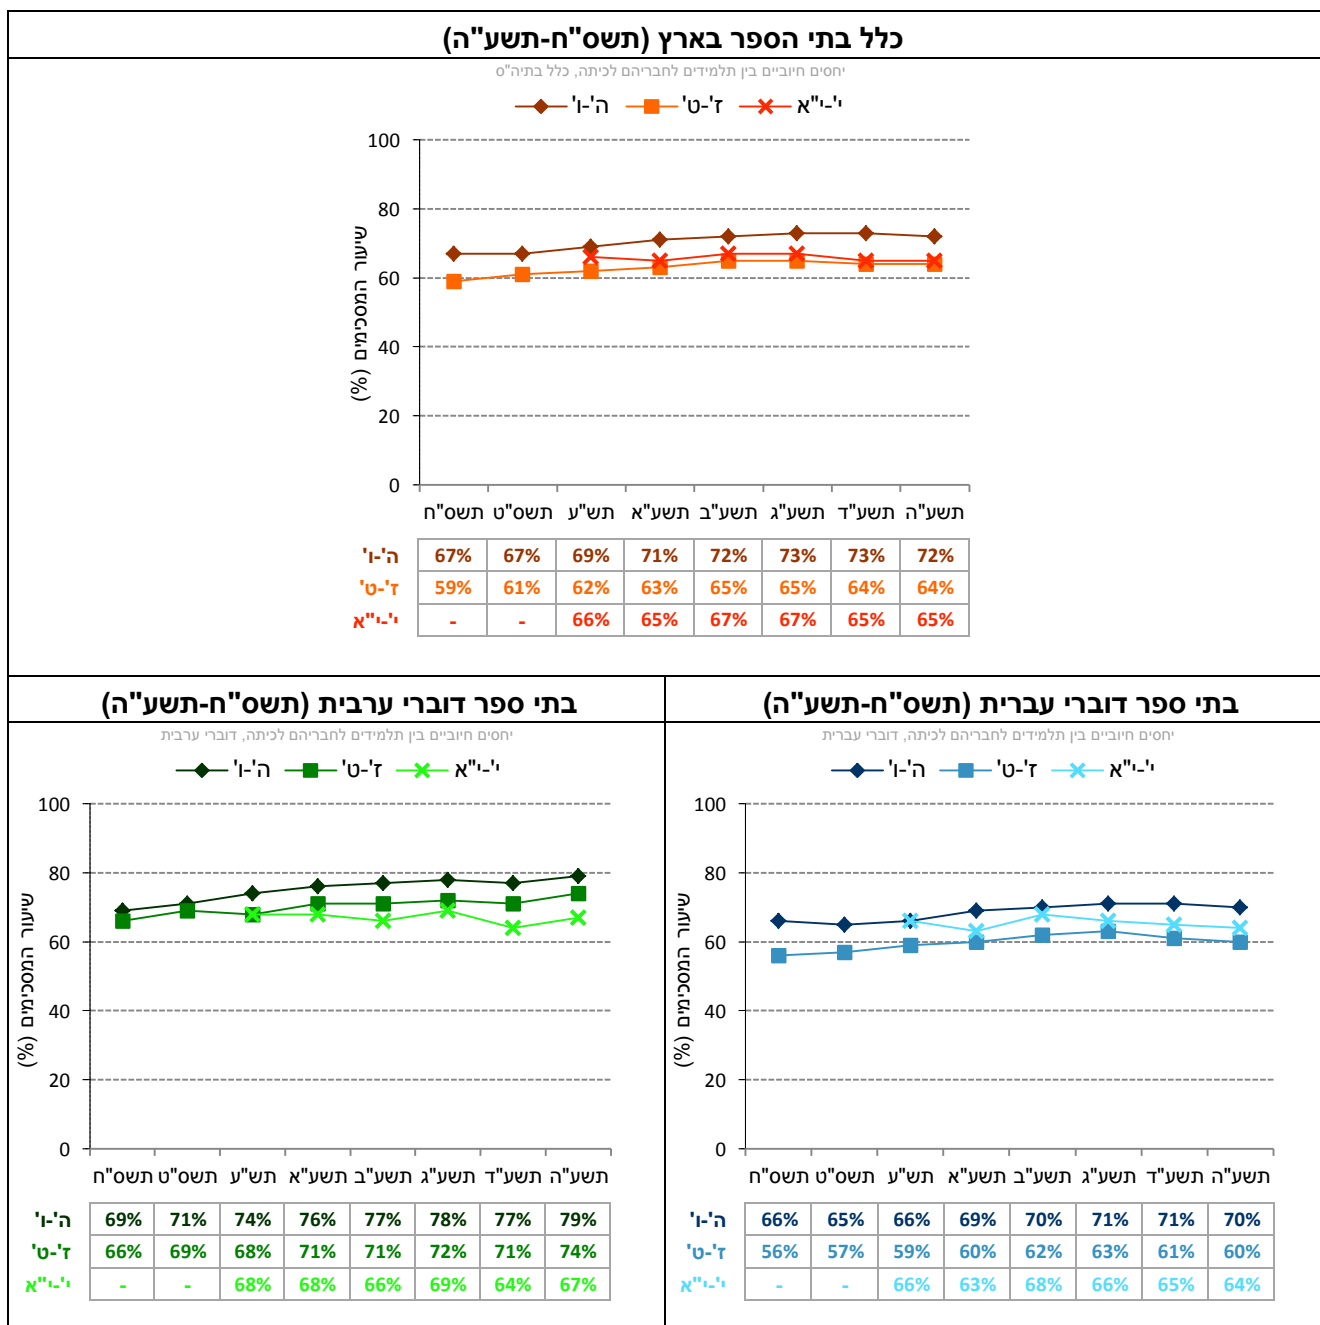 כלל בתי הספר בארץ (תשס"ח-תשע"ה)
יחסים חיוביים בין תלמידים לחבריהם לכיתה, כלל בתיה"ס
ה'-ו' ז'-ט' י'-י"א
שיעור המסכימים (%)
100
80
60
40
20
0
תשס"ח תשס"ט תש"ע תשע"א תשע"ב תשע"ג תשע"ד תשע"ה
ה'-ו' 67% 67% 69% 71% 72% 73% 73% 72%
ז'-ט' 59% 61% 62% 63% 65% 65% 64% 64%
י'-י"א - - 66% 65% 67% 67% 65% 65%
בתי ספר דוברי עברית (תשס"ח-תשע"ה)
יחסים חיוביים בין תלמידים לחבריהם לכיתה, דוברי עברית
ה'-ו' ז'-ט' י'-י"א
שיעור המסכימים (%)
100
80
60
40
20
0
תשס"ח תשס"ט תש"ע תשע"א תשע"ב תשע"ג תשע"ד תשע"ה
ה'-ו' 66% 65% 66% 69% 70% 71% 71% 70%
ז'-ט' 56% 57% 59% 60% 62% 63% 61% 60%
י'-י"א - - 66% 63% 68% 66% 65% 64%
בתי ספר דוברי ערבית (תשס"ח-תשע"ה)
יחסים חיוביים בין תלמידים לחבריהם לכיתה, דוברי ערבית
ה'-ו' ז'-ט' י'-י"א
שיעור המסכימים (%)
100
80
60
40
20
0
תשס"ח תשס"ט תש"ע תשע"א תשע"ב תשע"ג תשע"ד תשע"ה
ה'-ו' 69% 71% 74% 76% 77% 78% 77% 79%
ז'-ט' 66% 69% 68% 71% 71% 72% 71% 74%
י'-י"א - - 68% 68% 66% 69% 64% 67%